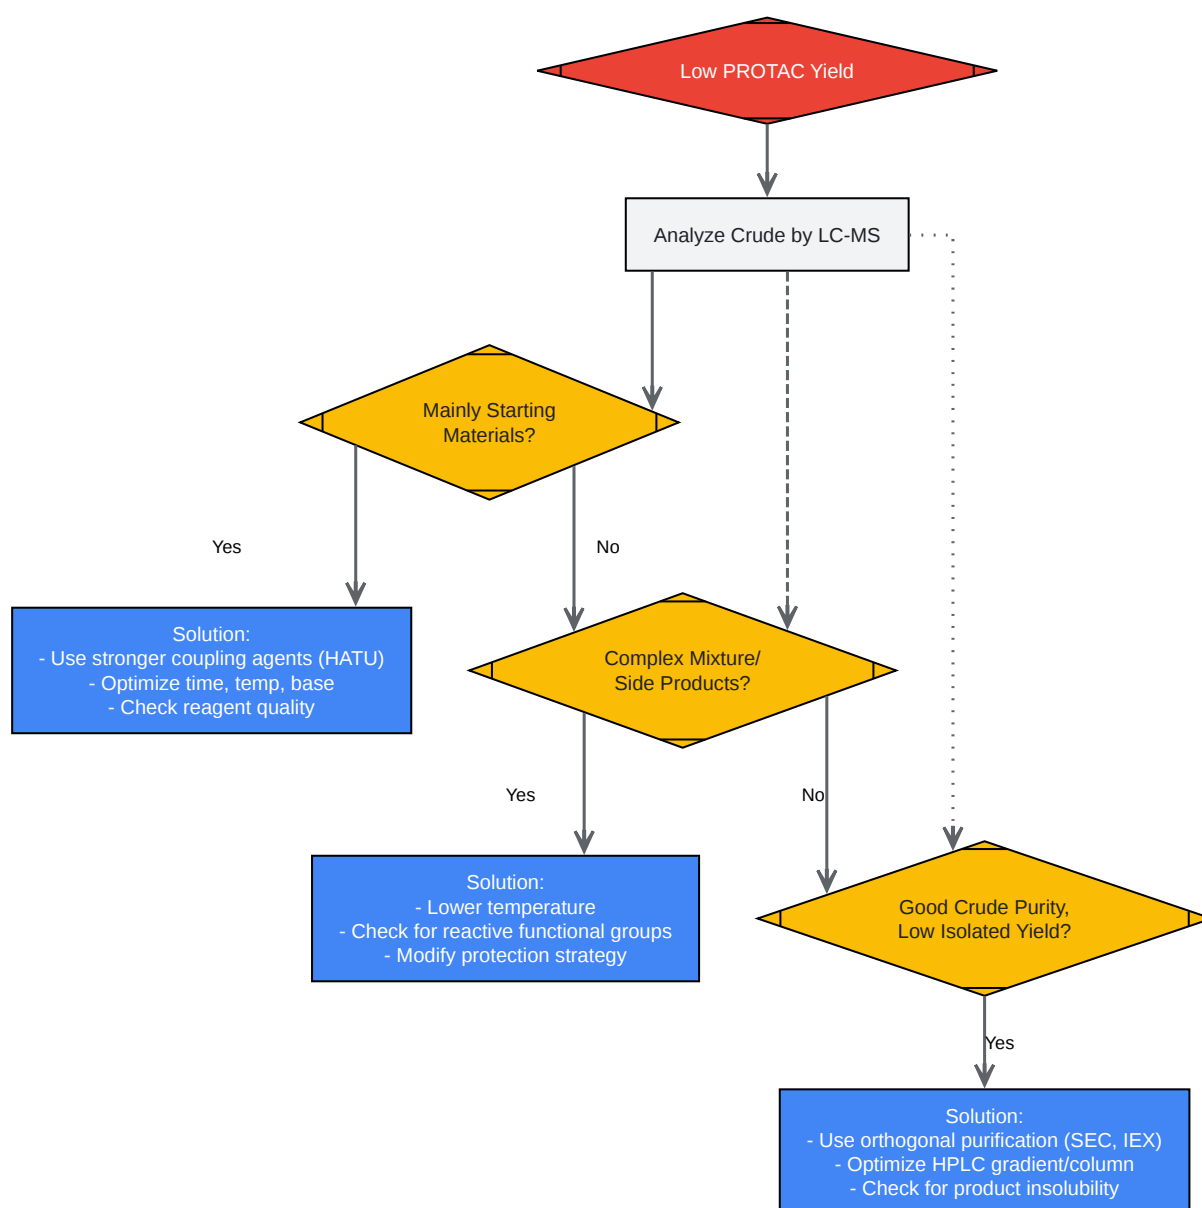 Low PROTAC Yield
Analyze Crude by LC-MS
Mainly Starting
Materials?
Yes
No
Solution:
- Use stronger coupling agents (HATU)
- Optimize time, temp, base
- Check reagent quality
Complex Mixture/
Side Products?
Yes
No
Solution:
- Lower temperature
- Check for reactive functional groups
- Modify protection strategy
Good Crude Purity,
Low Isolated Yield?
Yes
Solution:
- Use orthogonal purification (SEC, IEX)
- Optimize HPLC gradient/column
- Check for product insolubility